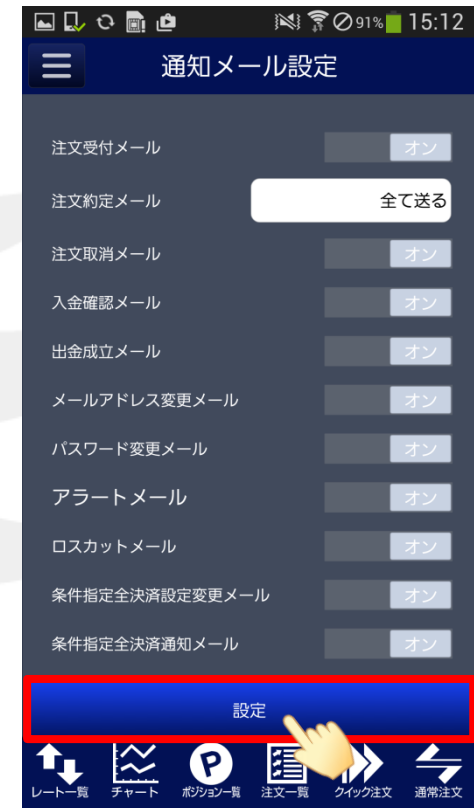 91% 15:12
通知メール設定
注文受付メール オン
注文約定メール 全て送る
注文取消メール オン
入金確認メール オン
出金成立メール オン
メールアドレス変更メール オン
パスワード変更メール オン
アラートメール オン
ロスカットメール オン
条件指定全決済設定変更メール オン
条件指定全決済通知メール オン
設定
レート一覧 チャート ポジション一覧 注文一覧 クイック注文 通常注文